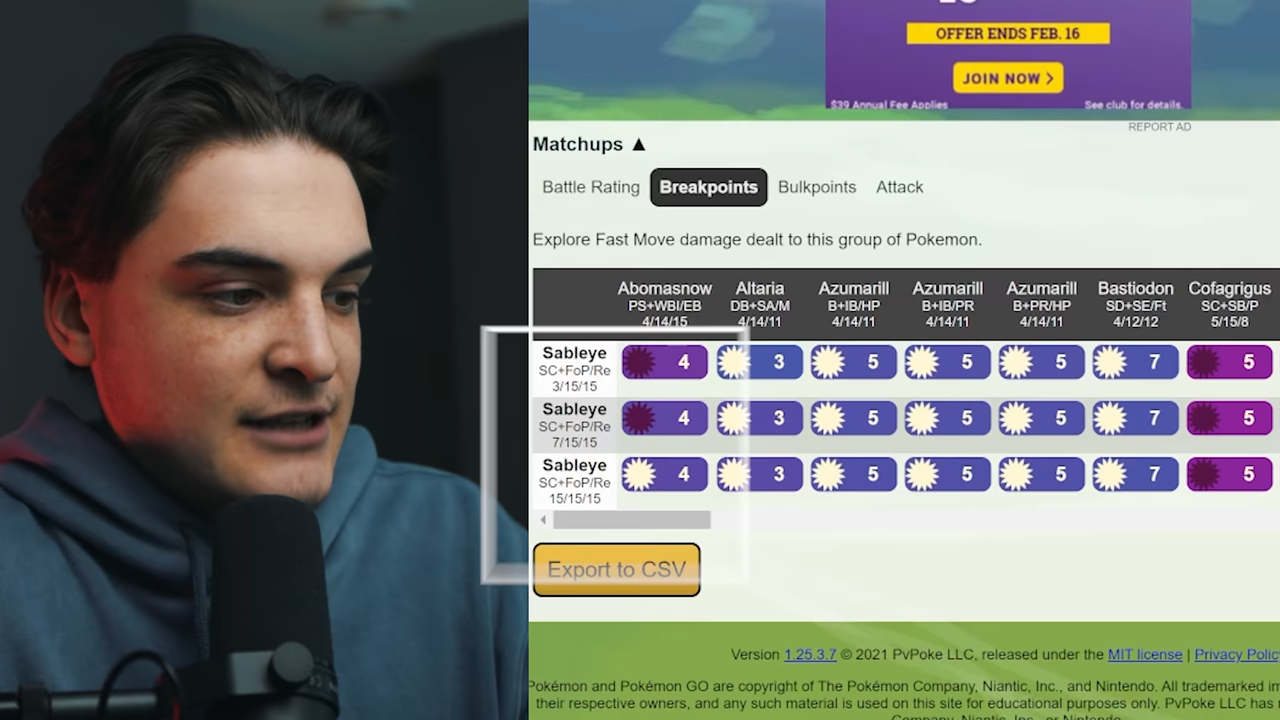 OFFER ENDS FEB. 16
JOIN NOW >
$39 Annual Fee Applies
See club for details.
REPORT AD
Matchups ▲
Battle Rating
Breakpoints
Bulkpoints
Attack
Explore Fast Move damage dealt to this group of Pokemon.
Abomasnow
PS+WBl/EB
4/14/15
Altaria
DB+SA/M
4/14/11
Azumarill
B+IB/HP
4/14/11
Azumarill
B+IB/PR
4/14/11
Azumarill
B+PR/HP
4/14/11
Bastiodon
SD+SE/Ft
4/12/12
Cofagrigus
SC+SB/P
5/15/8
Sableye
SC+FoP/Re
3/15/15
4 3 5 5 5 7 5
Sableye
SC+FoP/Re
7/15/15
4 3 5 5 5 7 5
Sableye
SC+FoP/Re
15/15/15
4 3 5 5 5 7 5
Export to CSV
Version 1.25.3.7 © 2021 PvPoke LLC, released under the MIT license | Privacy Polic
Pokémon and Pokémon GO are copyright of The Pokémon Company, Niantic, Inc., and Nintendo. All trademarked
their respective owners, and any such material is used on this site for educational purposes only. PvPoke LLC has
Company, Niantic, Inc., or Nintendo.